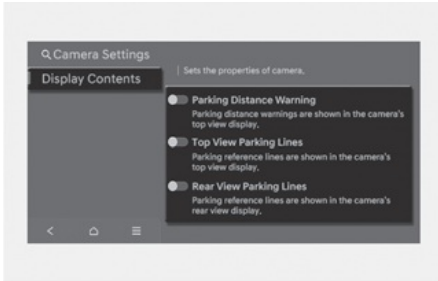 Camera Settings
Display Contents
Sets the properties of camera.
Parking Distance Warning
Parking distance warnings are shown in the camera's
top view display.
Top View Parking Lines
Parking reference lines are shown in the camera's
top view display.
Rear View Parking Lines
Parking reference lines are shown in the camera's
rear view display.